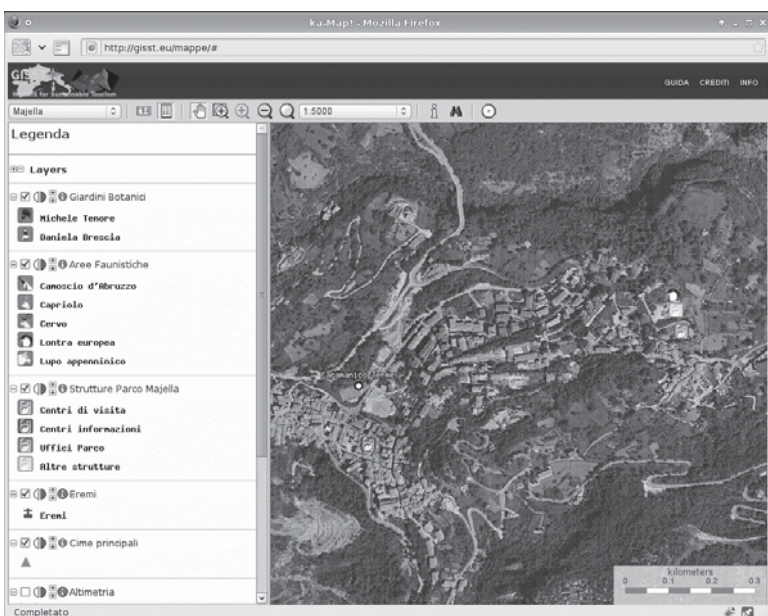 ka-Map! - Mozilla Firefox
http://gisst.eu/mappe/#
GUIDA CREDITI INFO
Majella
1:5000
Legenda
Layers
Giardini Botanici
Michele Tenore
Daniela Brescia
Aree Faunistiche
Camoscio d'Abruzzo
Capriolo
Cervo
Lontra europea
Lupo appenninico
Strutture Parco Majella
Centri di visita
Centri informazioni
Uffici Parco
Altre strutture
Eremi
Eremi
Cime principali
Altimetria
Caramanico Terme
kilometers
0 0.1 0.2 0.3
Completato